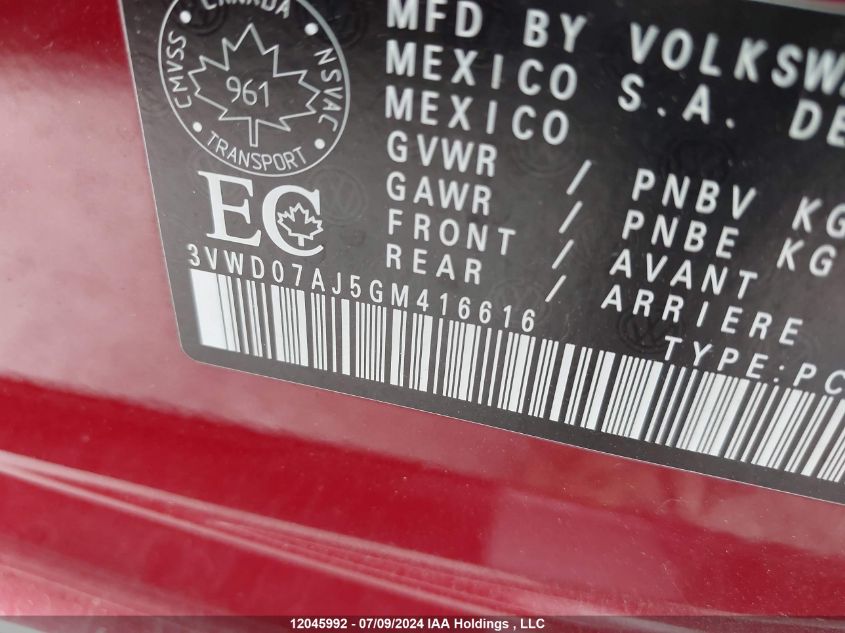 CANADA
CMVSS
NSVAC
961
TRANSPORT
EC
MFD BY VOLKSWA
MEXICO S.A. DE
MEXICO
GVWR / PNBV KG
GAWR / PNBE KG
FRONT / AVANT
REAR / ARRIERE
3VWD07AJ5GM416616
TYPE:PC
12045992 - 07/09/2024 IAA Holdings , LLC